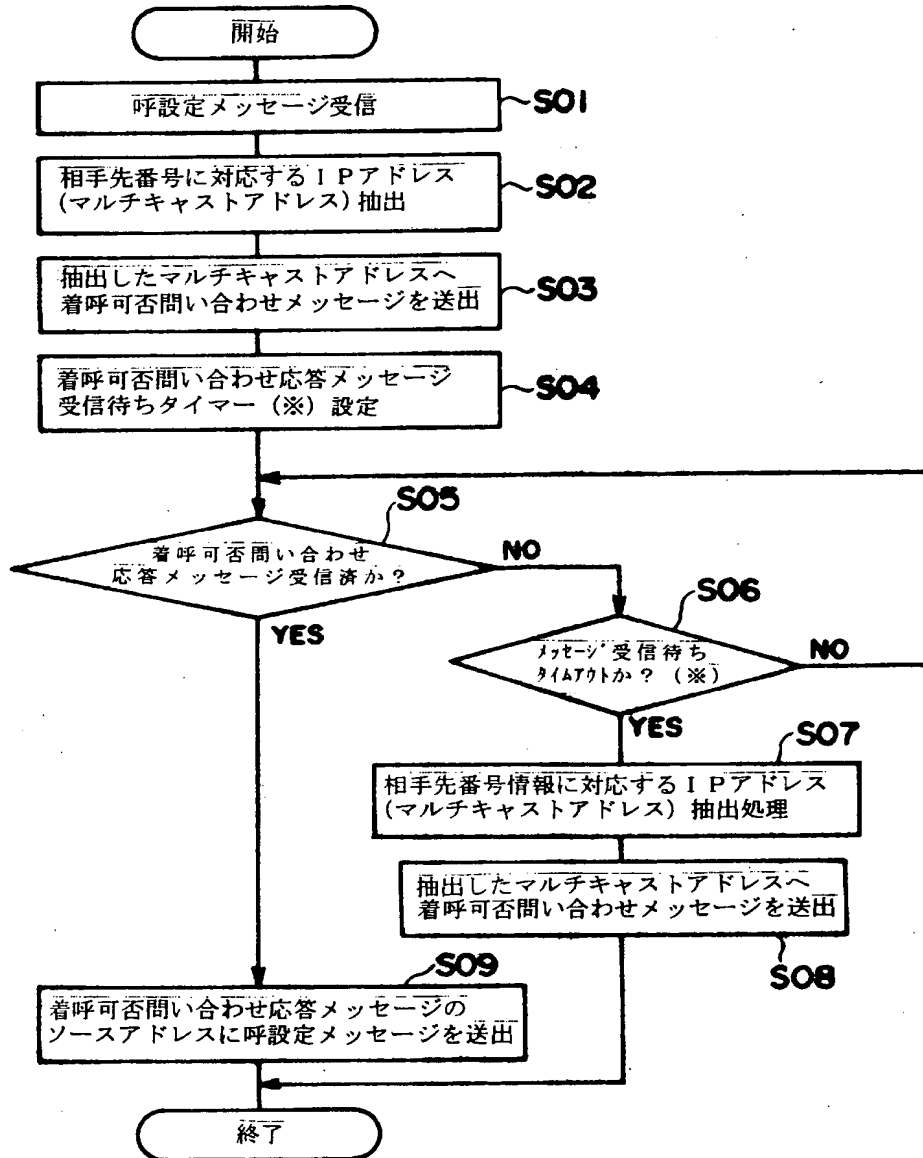 開始
呼設定メッセージ受信
S01
相手先番号に対応するIPアドレス
(マルチキャストアドレス)抽出
S02
抽出したマルチキャストアドレスへ
着呼可否問い合わせメッセージを送出
S03
着呼可否問い合わせ応答メッセージ
受信待ちタイマー(※)設定
S04
S05
着呼可否問い合わせ
応答メッセージ受信済か?
NO
YES
S06
メッセージ受信待ち
タイムアウトか?(※)
NO
YES
S07
相手先番号情報に対応するIPアドレス
(マルチキャストアドレス)抽出処理
抽出したマルチキャストアドレスへ
着呼可否問い合わせメッセージを送出
S08
S09
着呼可否問い合わせ応答メッセージの
ソースアドレスに呼設定メッセージを送出
終了